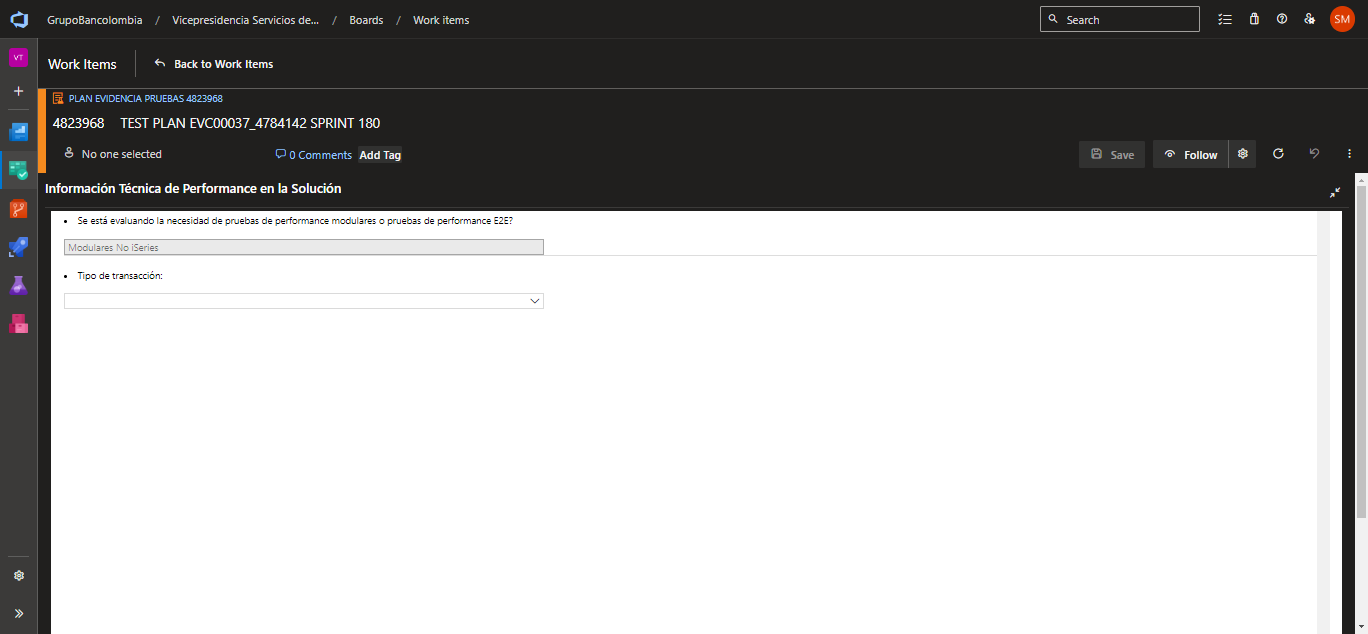 GrupoBancolombia / Vicepresidencia Servicios de... / Boards / Work items
Search
SM
VT
Work Items
Back to Work Items
PLAN EVIDENCIA PRUEBAS 4823968
4823968 TEST PLAN EVC00037_4784142 SPRINT 180
No one selected
0 Comments
Add Tag
Save
Follow
Información Técnica de Performance en la Solución
• Se está evaluando la necesidad de pruebas de performance modulares o pruebas de performance E2E?
Modulares No iSeries
• Tipo de transacción: